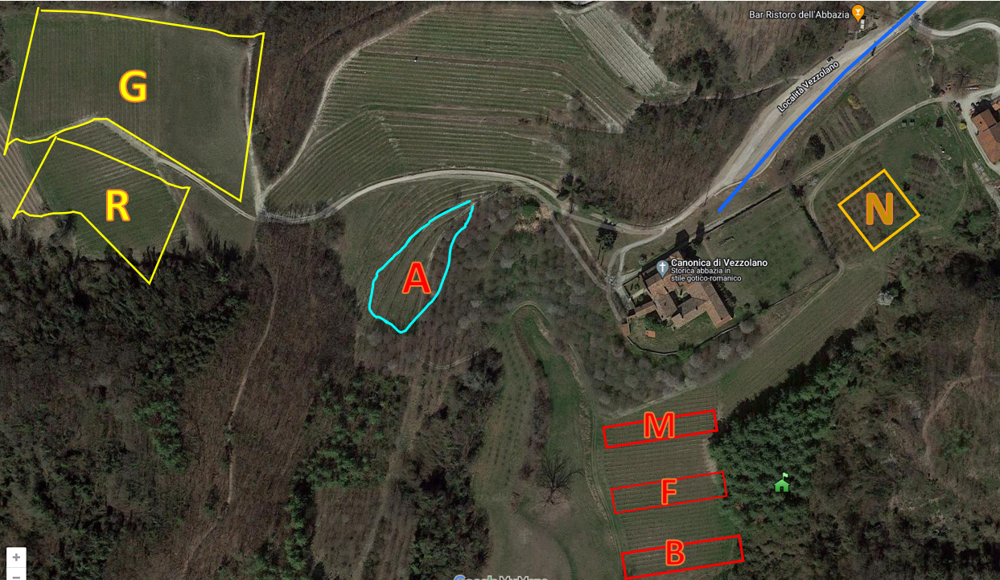 Bar Ristoro dell'Abbazia
G
Località Vezzolano
R
N
A
Canonica di Vezzolano
Storica abbazia in
stile gotico-romanico
M
F
B
+
−